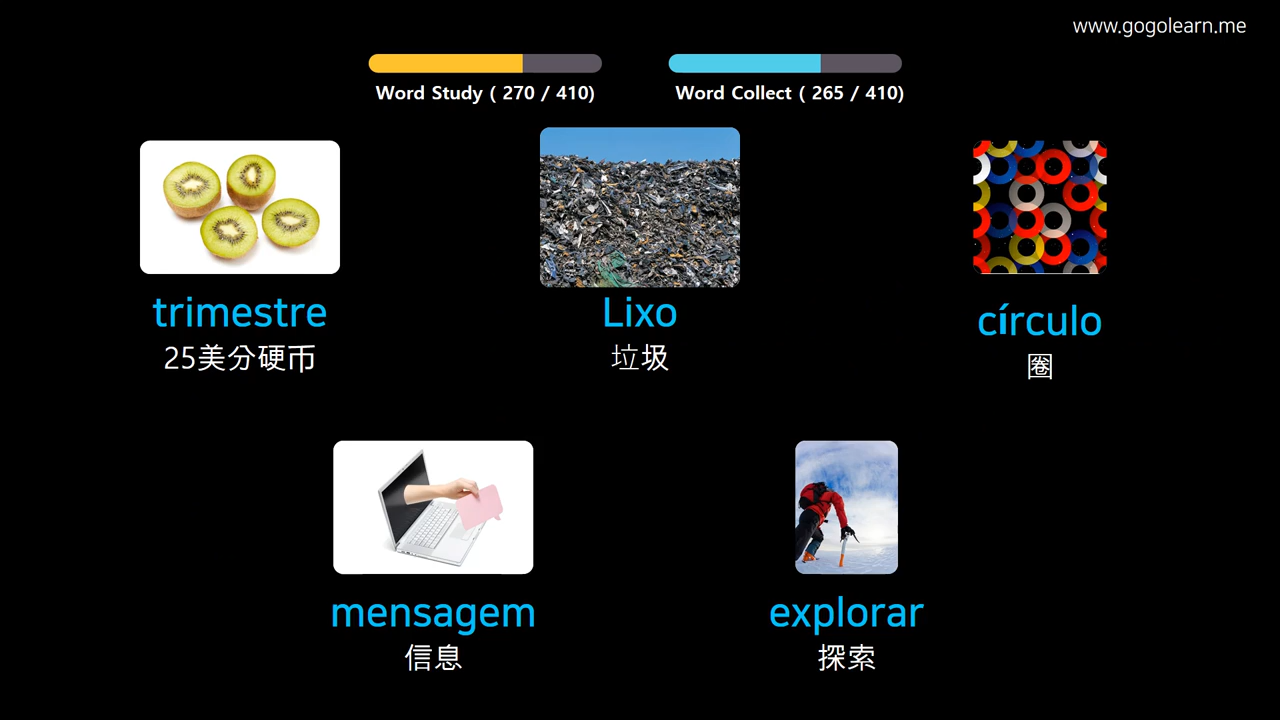 www.gogolearn.me
Word Study ( 270 / 410)
Word Collect ( 265 / 410)
trimestre
25美分硬币
Lixo
垃圾
círculo
圈
mensagem
信息
explorar
探索